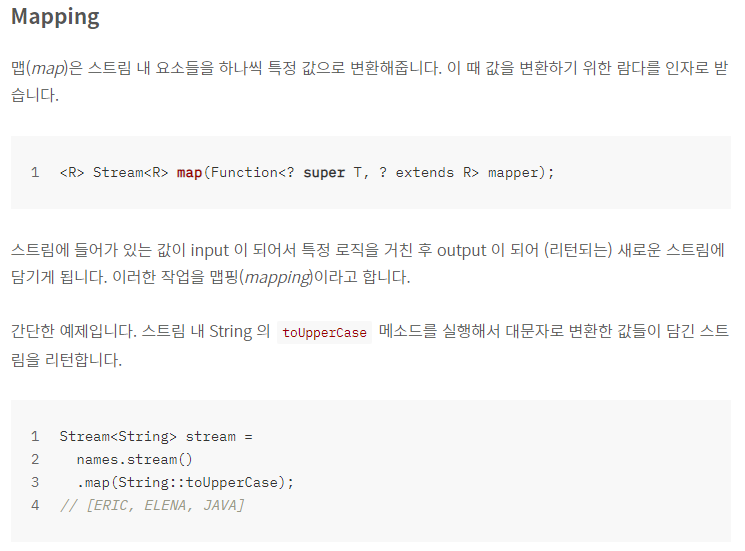 Mapping
맵(map)은 스트림 내 요소들을 하나씩 특정 값으로 변환해줍니다. 이 때 값을 변환하기 위한 람다를 인자로 받
습니다.
1 <R> Stream<R> map(Function<? super T, ? extends R> mapper);
스트림에 들어가 있는 값이 input 이 되어서 특정 로직을 거친 후 output 이 되어 (리턴되는) 새로운 스트림에
담기게 됩니다. 이러한 작업을 맵핑(mapping)이라고 합니다.
간단한 예제입니다. 스트림 내 String 의 toUpperCase 메소드를 실행해서 대문자로 변환한 값들이 담긴 스트
림을 리턴합니다.
1 Stream<String> stream =
2 names.stream()
3 .map(String::toUpperCase);
4 // [ERIC, ELENA, JAVA]